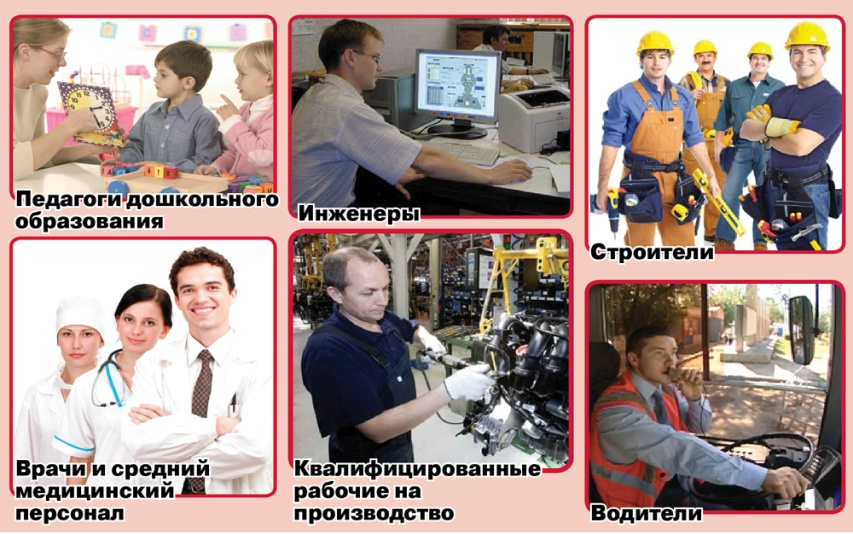 Педагоги дошкольного
образования
Инженеры
Строители
Врачи и средний
медицинский
персонал
Квалифицированные
рабочие на
производство
Водители